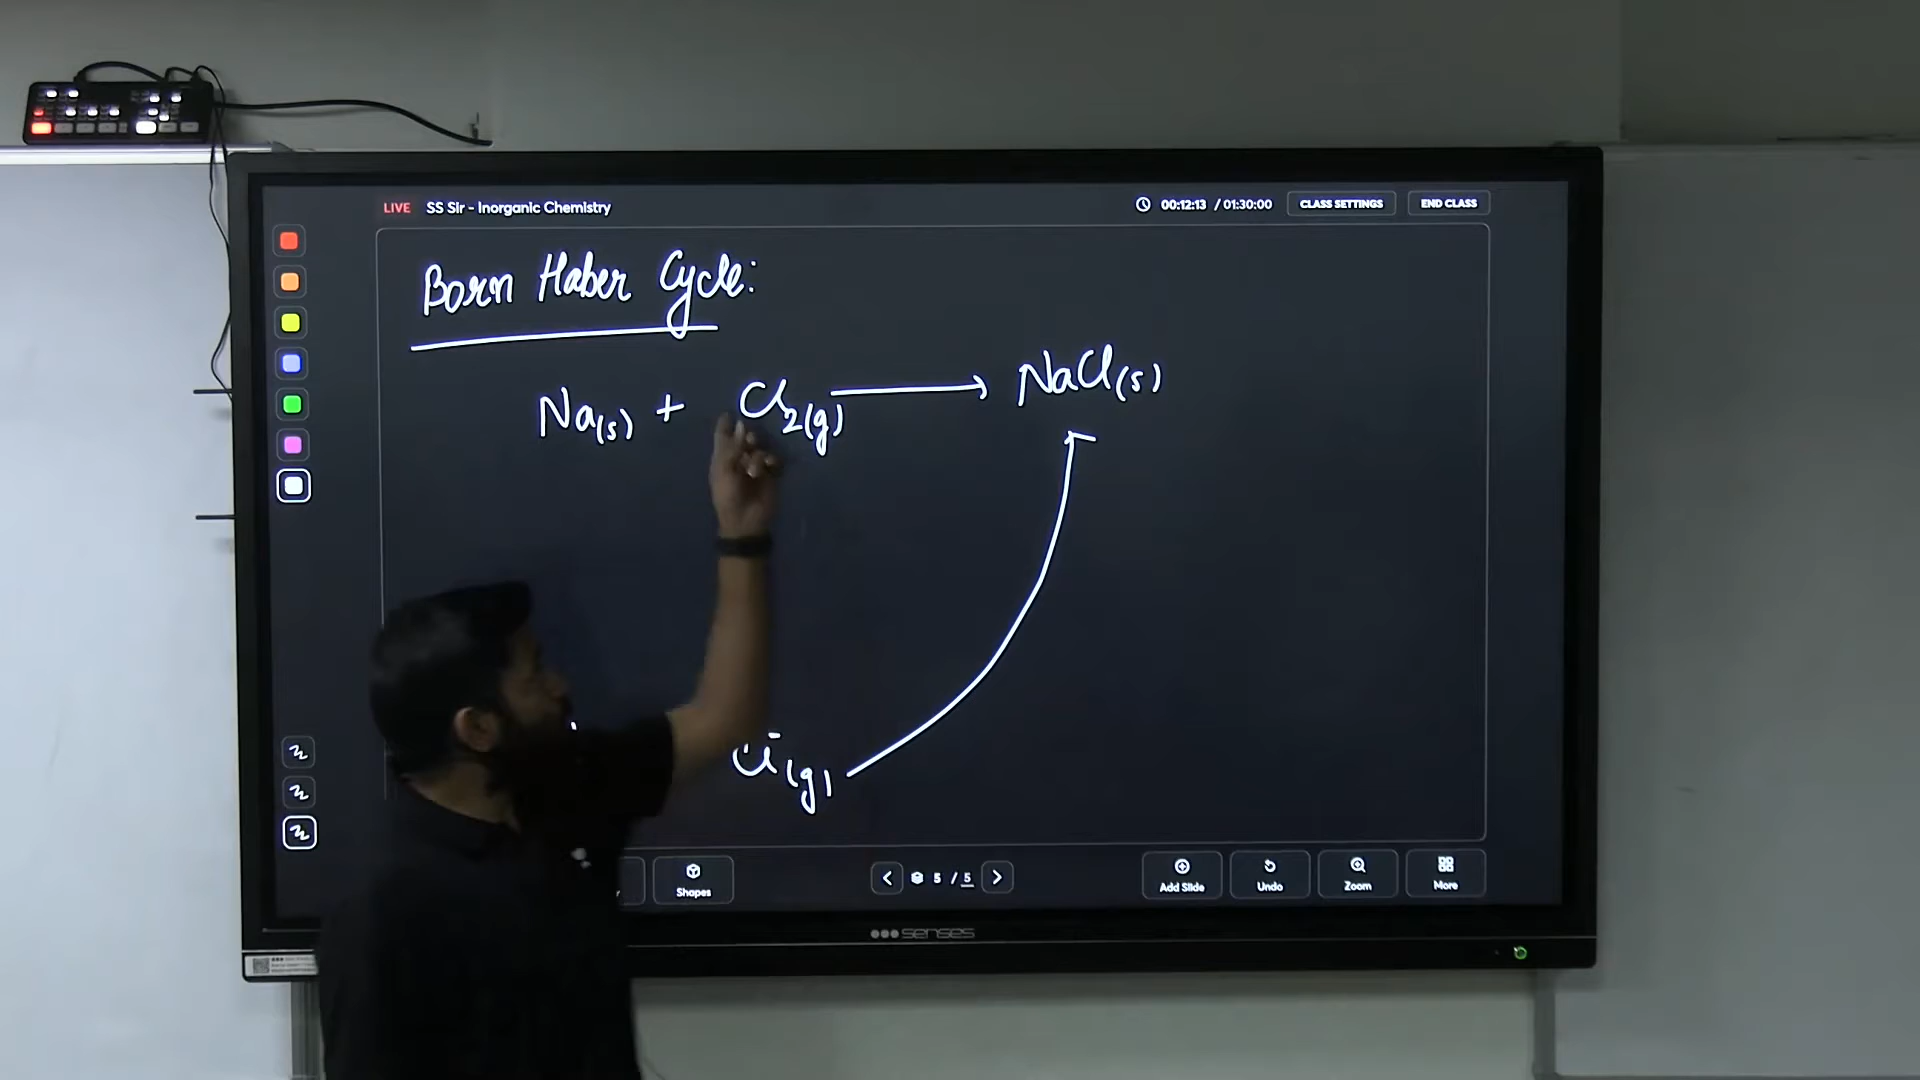 LIVE SS Sir - Inorganic Chemistry 00:12:13 / 01:30:00 CLASS SETTINGS END CLASS
Born Haber Cycle:
Na(s) + Cl2(g) → NaCl(s)
Cl-(g)
Shapes 5 / 5 Add Slide Undo Zoom More
senses